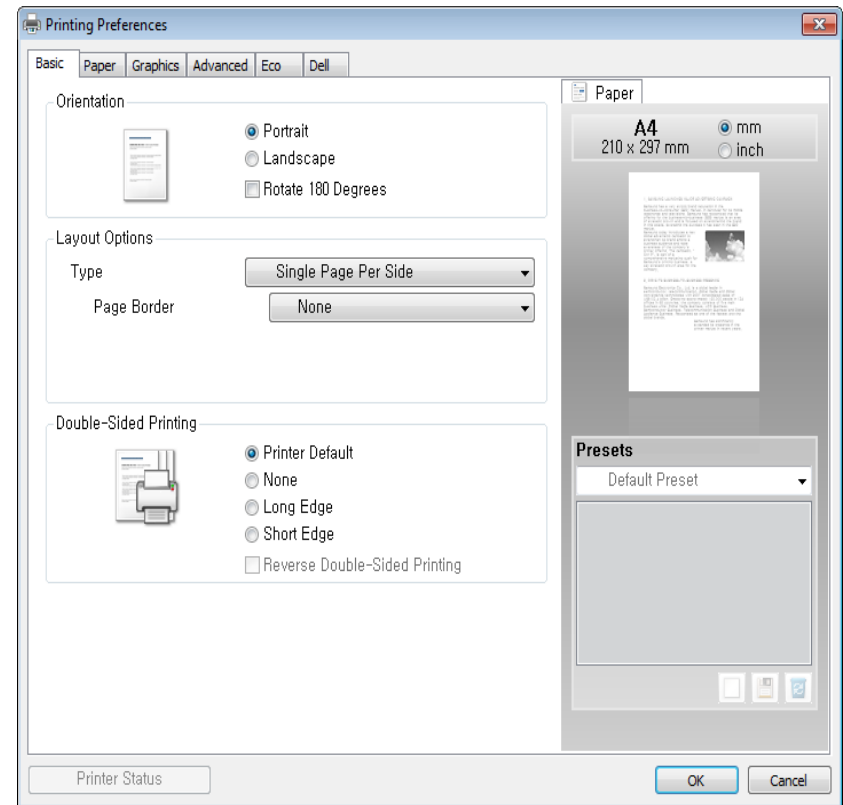 Printing Preferences
Basic Paper Graphics Advanced Eco Dell
Orientation
Portrait
Landscape
Rotate 180 Degrees
Layout Options
Type Single Page Per Side
Page Border None
Double-Sided Printing
Printer Default
None
Long Edge
Short Edge
Reverse Double-Sided Printing
Paper
A4
210 x 297 mm
mm
inch
Presets
Default Preset
Printer Status
OK Cancel